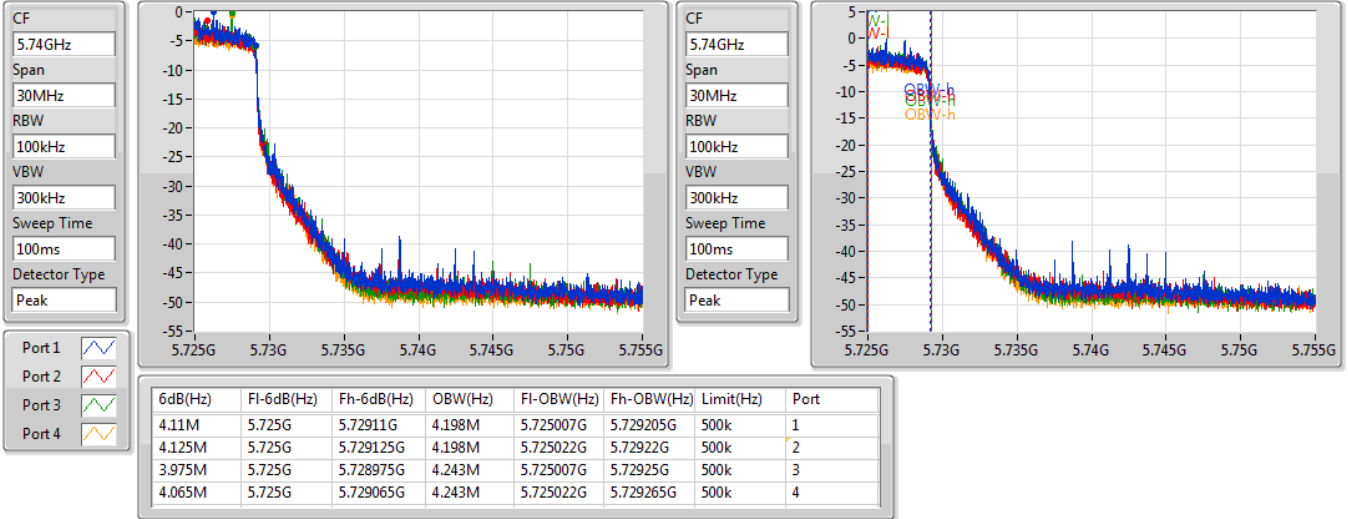 CF
5.74GHz
Span
30MHz
RBW
100kHz
VBW
300kHz
Sweep Time
100ms
Detector Type
Peak
0-
-5-
-10-
-15-
-20-
-25-
-30-
-35-
-40-
-45-
-50-
-55-
5.725G 5.73G 5.735G 5.74G 5.745G 5.75G 5.755G
CF
5.74GHz
Span
30MHz
RBW
100kHz
VBW
300kHz
Sweep Time
100ms
Detector Type
Peak
5-
0-
-5-
-10-
-15-
-20-
-25-
-30-
-35-
-40-
-45-
-50-
-55-
W-l
W-l
OBW-h
OBW-h
OBW-h
OBW-h
5.725G 5.73G 5.735G 5.74G 5.745G 5.75G 5.755G
Port 1
Port 2
Port 3
Port 4
6dB(Hz) Fl-6dB(Hz) Fh-6dB(Hz) OBW(Hz) Fl-OBW(Hz) Fh-OBW(Hz) Limit(Hz) Port
4.11M 5.725G 5.72911G 4.198M 5.725007G 5.729205G 500k 1
4.125M 5.725G 5.729125G 4.198M 5.725022G 5.72922G 500k 2
3.975M 5.725G 5.728975G 4.243M 5.725007G 5.72925G 500k 3
4.065M 5.725G 5.729065G 4.243M 5.725022G 5.729265G 500k 4